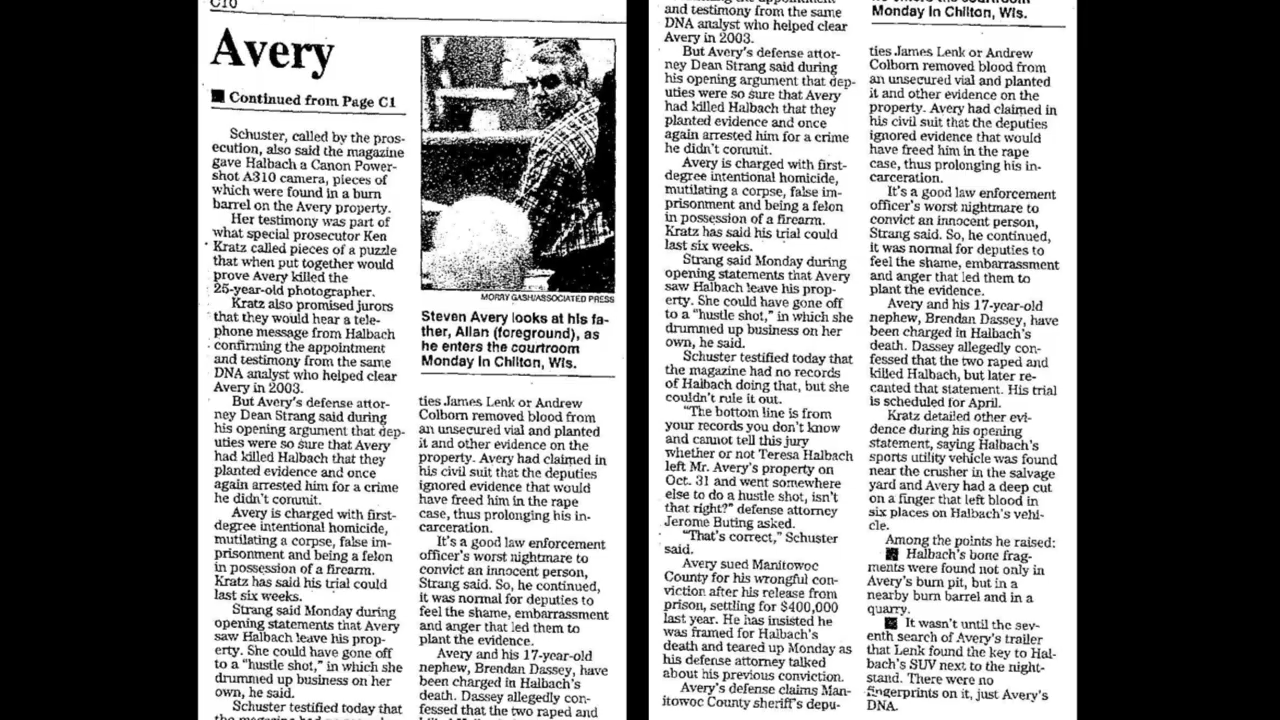 C10
Avery
■ Continued from Page C1
Schuster, called by the pros-
ecution, also said the magazine
gave Halbach a Canon Power-
shot A310 camera, pieces of
which were found in a burn
barrel on the Avery property.
Her testimony was part of
what special prosecutor Ken
Kratz called pieces of a puzzle
that when put together would
prove Avery killed the
25-year-old photographer.
Kratz also promised jurors
that they would hear a tele-
phone message from Halbach
confirming the appointment
and testimony from the same
DNA analyst who helped clear
Avery in 2003.
But Avery's defense attor-
ney Dean Strang said during
his opening argument that dep-
uties were so sure that Avery
had killed Halbach that they
planted evidence and once
again arrested him for a crime
he didn't commit.
Avery is charged with first-
degree intentional homicide,
mutilating a corpse, false im-
prisonment and being a felon
in possession of a firearm.
Kratz has said his trial could
last six weeks.
Strang said Monday during
opening statements that Avery
saw Halbach leave his prop-
erty. She could have gone off
to a "hustle shot," in which she
drummed up business on her
own, he said.
Schuster testified today that
MORRY GASH/ASSOCIATED PRESS
Steven Avery looks at his fa-
ther, Allan (foreground), as
he enters the courtroom
Monday in Chilton, Wis.
ties James Lenk or Andrew
Colborn removed blood from
an unsecured vial and planted
it and other evidence on the
property. Avery had claimed in
his civil suit that the deputies
ignored evidence that would
have freed him in the rape
case, thus prolonging his in-
carceration.
It's a good law enforcement
officer's worst nightmare to
convict an innocent person,
Strang said. So, he continued,
it was normal for deputies to
feel the shame, embarrassment
and anger that led them to
plant the evidence.
Avery and his 17-year-old
nephew, Brendan Dassey, have
been charged in Halbach's
death. Dassey allegedly con-
fessed that the two raped and
and testimony from the same
DNA analyst who helped clear
Avery in 2003.
But Avery's defense attor-
ney Dean Strang said during
his opening argument that dep-
uties were so sure that Avery
had killed Halbach that they
planted evidence and once
again arrested him for a crime
he didn't commit.
Avery is charged with first-
degree intentional homicide,
mutilating a corpse, false im-
prisonment and being a felon
in possession of a firearm.
Kratz has said his trial could
last six weeks.
Strang said Monday during
opening statements that Avery
saw Halbach leave his prop-
erty. She could have gone off
to a "hustle shot," in which she
drummed up business on her
own, he said.
Schuster testified today that
the magazine had no records
of Halbach doing that, but she
couldn't rule it out.
"The bottom line is from
your records you don't know
and cannot tell this jury
whether or not Teresa Halbach
left Mr. Avery's property on
Oct. 31 and went somewhere
else to do a hustle shot, isn't
that right?" defense attorney
Jerome Buting asked.
"That's correct," Schuster
said.
Avery sued Manitowoc
County for his wrongful con-
viction after his release from
prison, settling for $400,000
last year. He has insisted he
was framed for Halbach's
death and teared up Monday as
his defense attorney talked
about his previous conviction.
Avery's defense claims Man-
itowoc County sheriff's depu-
Monday in Chilton, Wis.
ties James Lenk or Andrew
Colborn removed blood from
an unsecured vial and planted
it and other evidence on the
property. Avery had claimed in
his civil suit that the deputies
ignored evidence that would
have freed him in the rape
case, thus prolonging his in-
carceration.
It's a good law enforcement
officer's worst nightmare to
convict an innocent person,
Strang said. So, he continued,
it was normal for deputies to
feel the shame, embarrassment
and anger that led them to
plant the evidence.
Avery and his 17-year-old
nephew, Brendan Dassey, have
been charged in Halbach's
death. Dassey allegedly con-
fessed that the two raped and
killed Halbach, but later re-
canted that statement. His trial
is scheduled for April.
Kratz detailed other evi-
dence during his opening
statement, saying Halbach's
sports utility vehicle was found
near the crusher in the salvage
yard and Avery had a deep cut
on a finger that left blood in
six places on Halbach's vehi-
cle.
Among the points he raised:
■ Halbach's bone frag-
ments were found not only in
Avery's burn pit, but in a
nearby burn barrel and in a
quarry.
■ It wasn't until the sev-
enth search of Avery's trailer
that Lenk found the key to Hal-
bach's SUV next to the night-
stand. There were no
fingerprints on it, just Avery's
DNA.